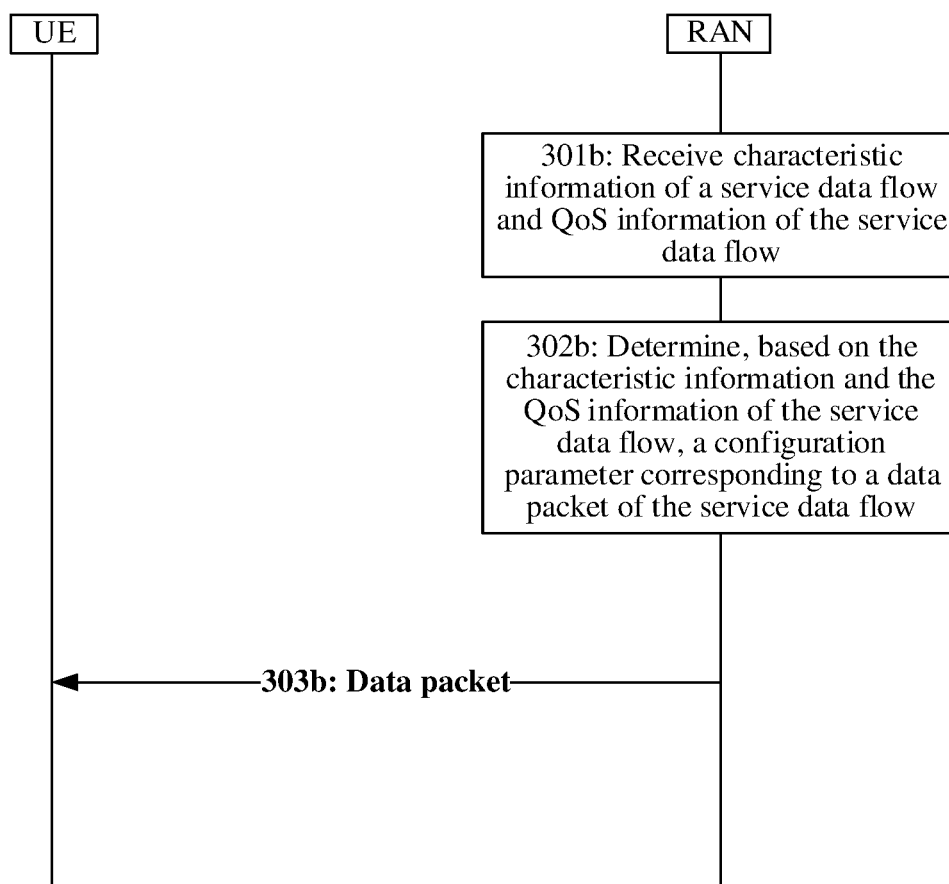 UE
RAN
301b: Receive characteristic
information of a service data flow
and QoS information of the service
data flow
302b: Determine, based on the
characteristic information and the
QoS information of the service
data flow, a configuration
parameter corresponding to a data
packet of the service data flow
303b: Data packet